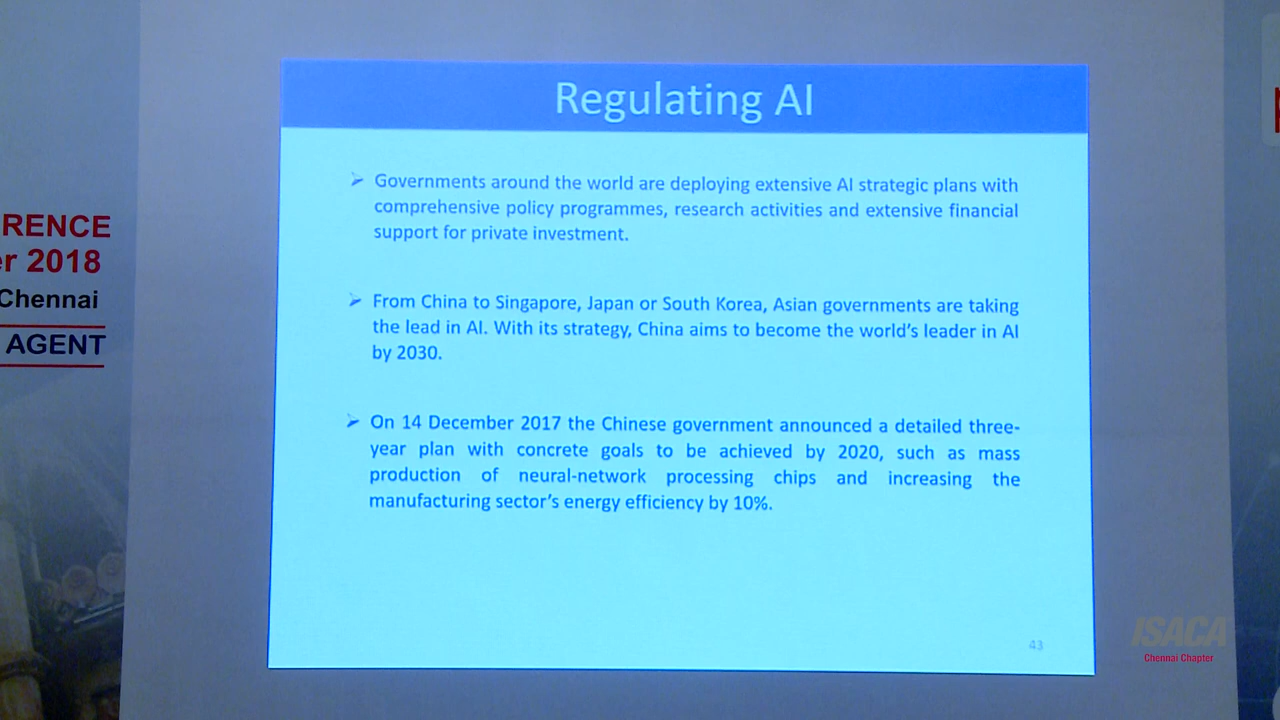 Regulating AI
Governments around the world are deploying extensive AI strategic plans with
comprehensive policy programmes, research activities and extensive financial
support for private investment.
From China to Singapore, Japan or South Korea, Asian governments are taking
the lead in AI. With its strategy, China aims to become the world's leader in AI
by 2030.
On 14 December 2017 the Chinese government announced a detailed three-
year plan with concrete goals to be achieved by 2020, such as mass
production of neural-network processing chips and increasing the
manufacturing sector's energy efficiency by 10%.
43
RENCE
er 2018
Chennai
AGENT
ISACA
Chennai Chapter